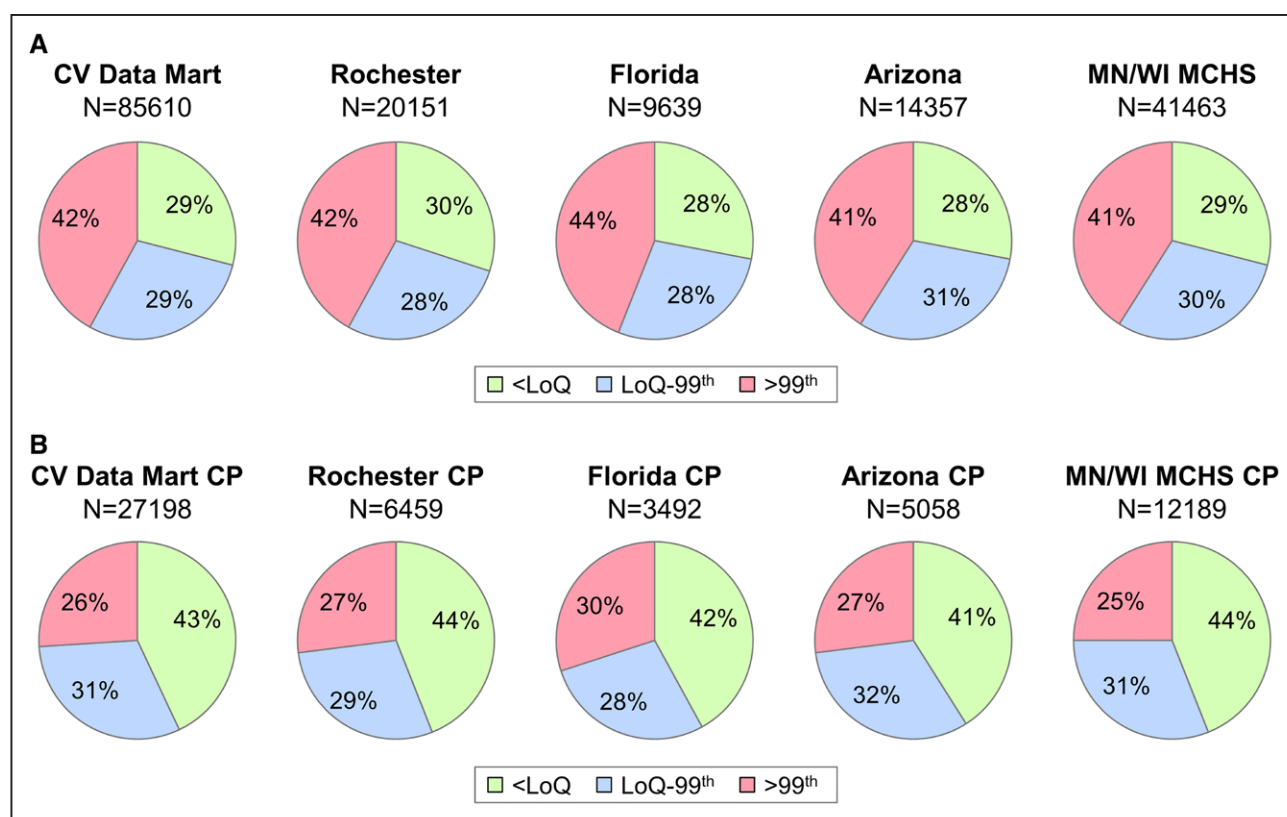 A
CV Data Mart
N=85610
Rochester
N=20151
Florida
N=9639
Arizona
N=14357
MN/WI MCHS
N=41463
42%
29%
29%
42%
30%
28%
44%
28%
28%
41%
28%
31%
41%
29%
30%
<LoQ LoQ-99th >99th
B
CV Data Mart CP
N=27198
Rochester CP
N=6459
Florida CP
N=3492
Arizona CP
N=5058
MN/WI MCHS CP
N=12189
26%
43%
31%
27%
44%
29%
30%
42%
28%
27%
41%
32%
25%
44%
31%
<LoQ LoQ-99th >99th